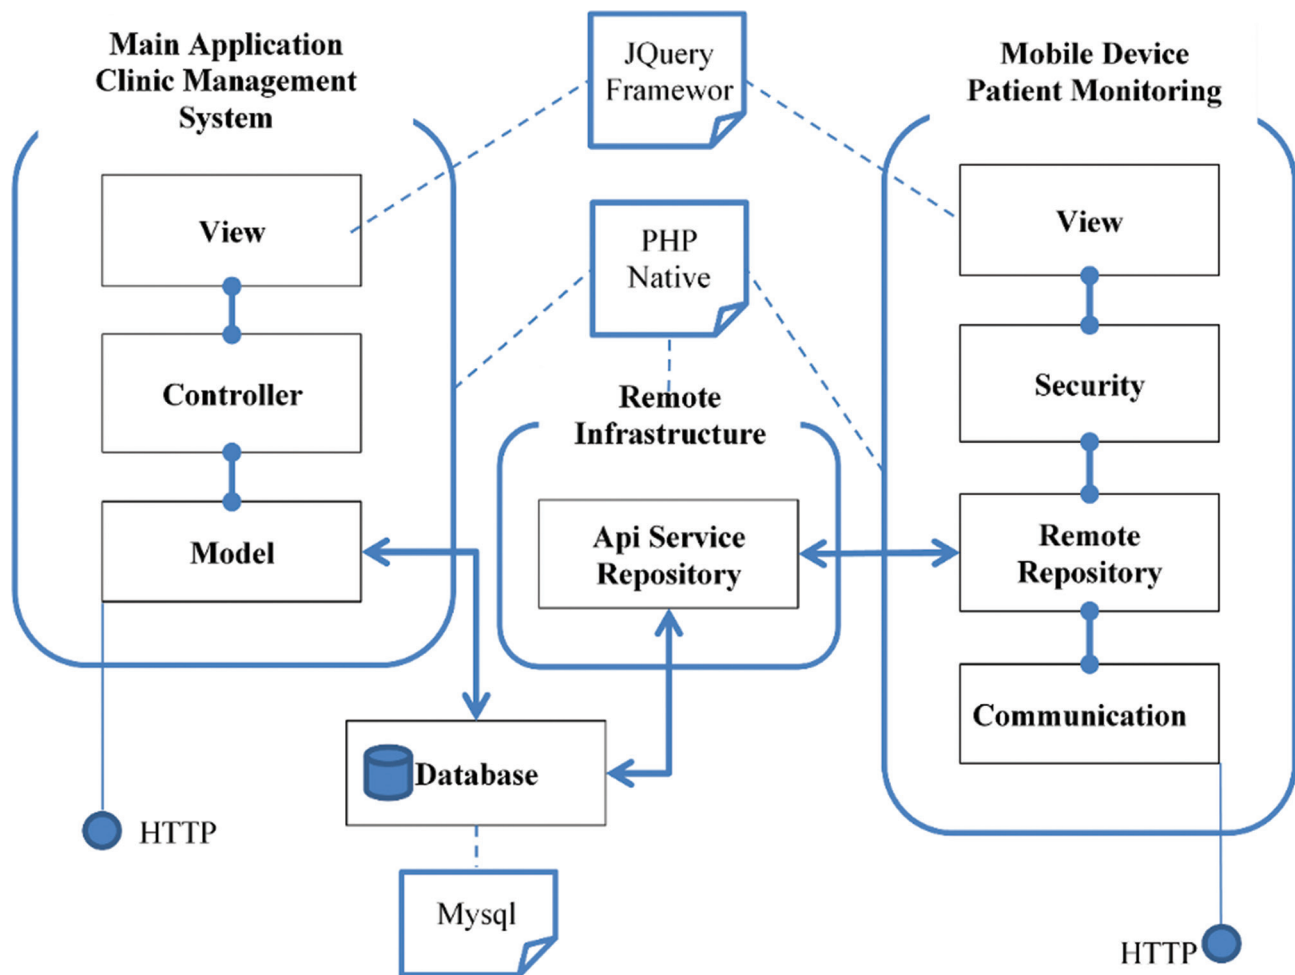 Main Application
Clinic Management
System
View
Controller
Model
HTTP
JQuery
Framewor
PHP
Native
Remote
Infrastructure
Api Service
Repository
Database
Mysql
Mobile Device
Patient Monitoring
View
Security
Remote
Repository
Communication
HTTP